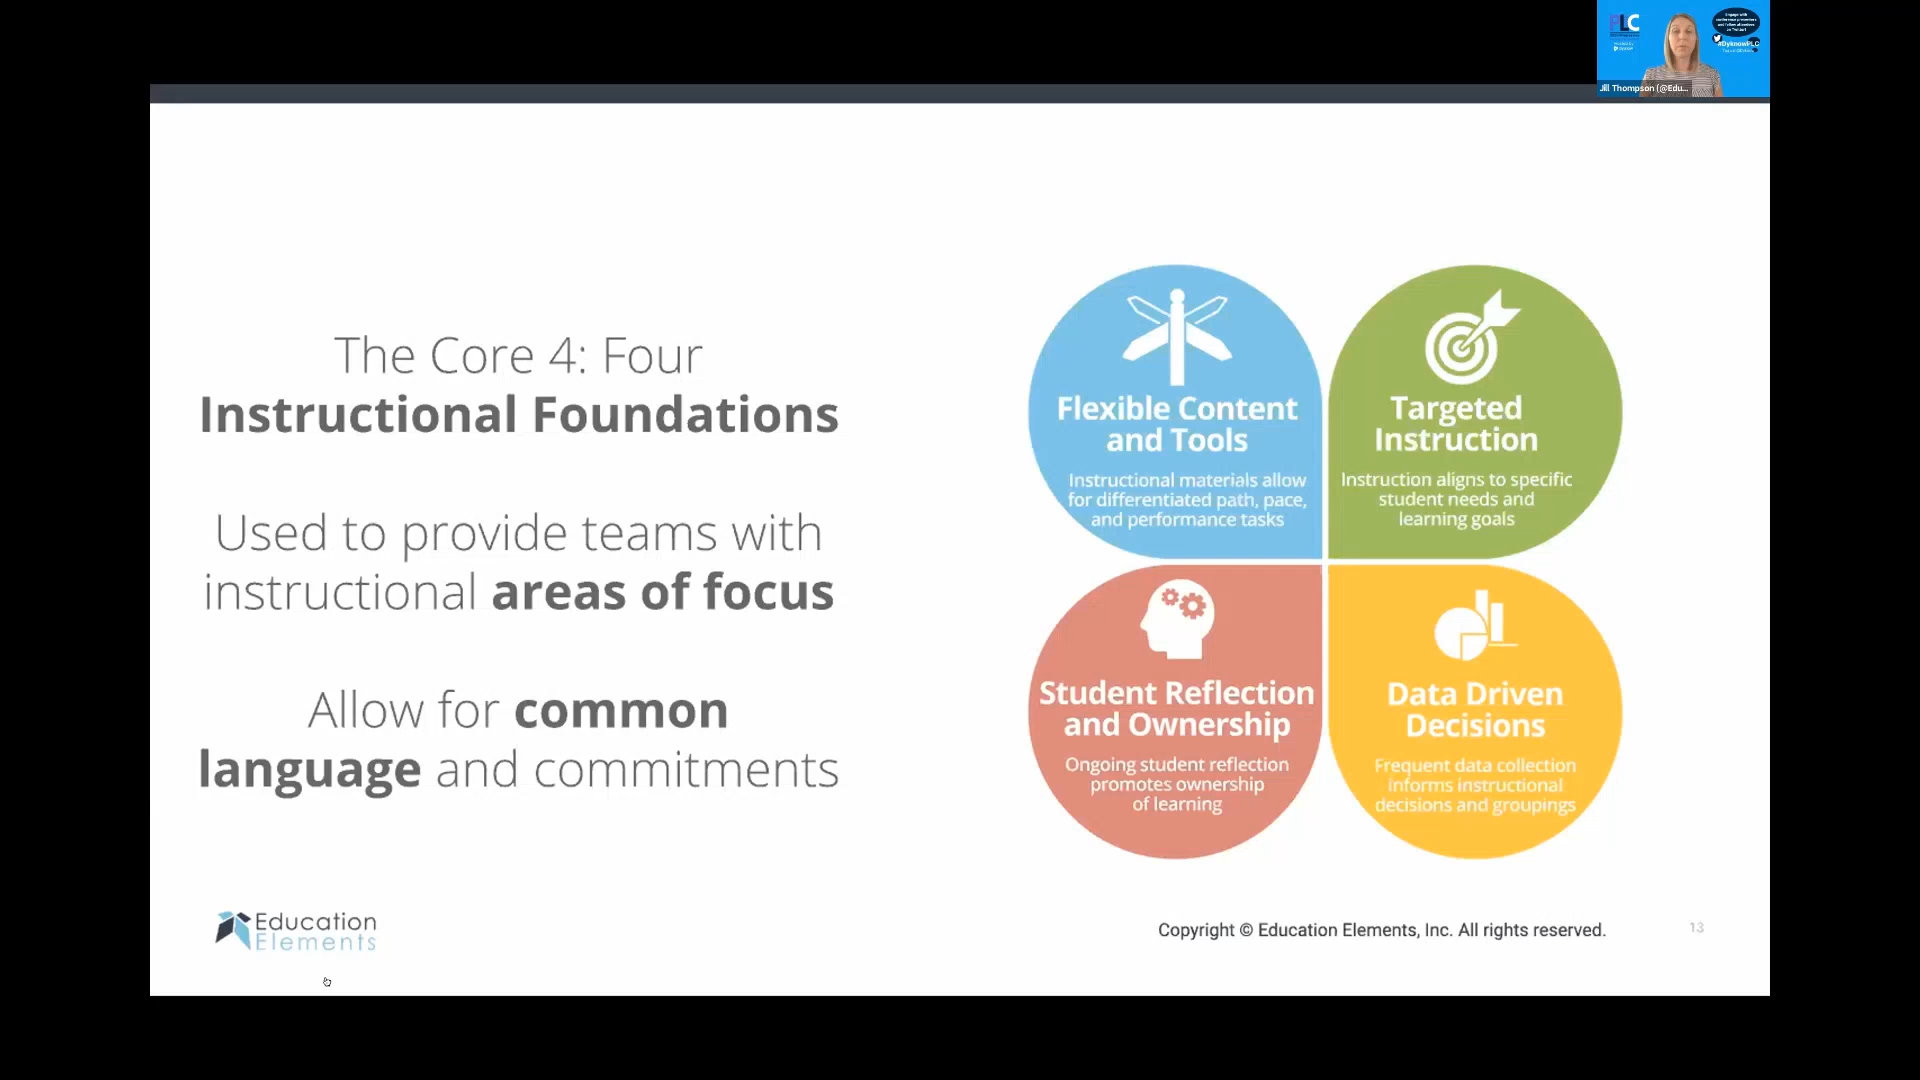 PLC
Engage with
#DyknowPLC
Jill Thompson (@Edu...
The Core 4: Four
Instructional Foundations
Used to provide teams with
instructional areas of focus
Allow for common
language and commitments
Flexible Content
and Tools
Instructional materials allow
for differentiated path, pace,
and performance tasks
Targeted
Instruction
Instruction aligns to specific
student needs and
learning goals
Student Reflection
and Ownership
Ongoing student reflection
promotes ownership
of learning
Data Driven
Decisions
Frequent data collection
informs instructional
decisions and groupings
Education
Elements
Copyright © Education Elements, Inc. All rights reserved.
13